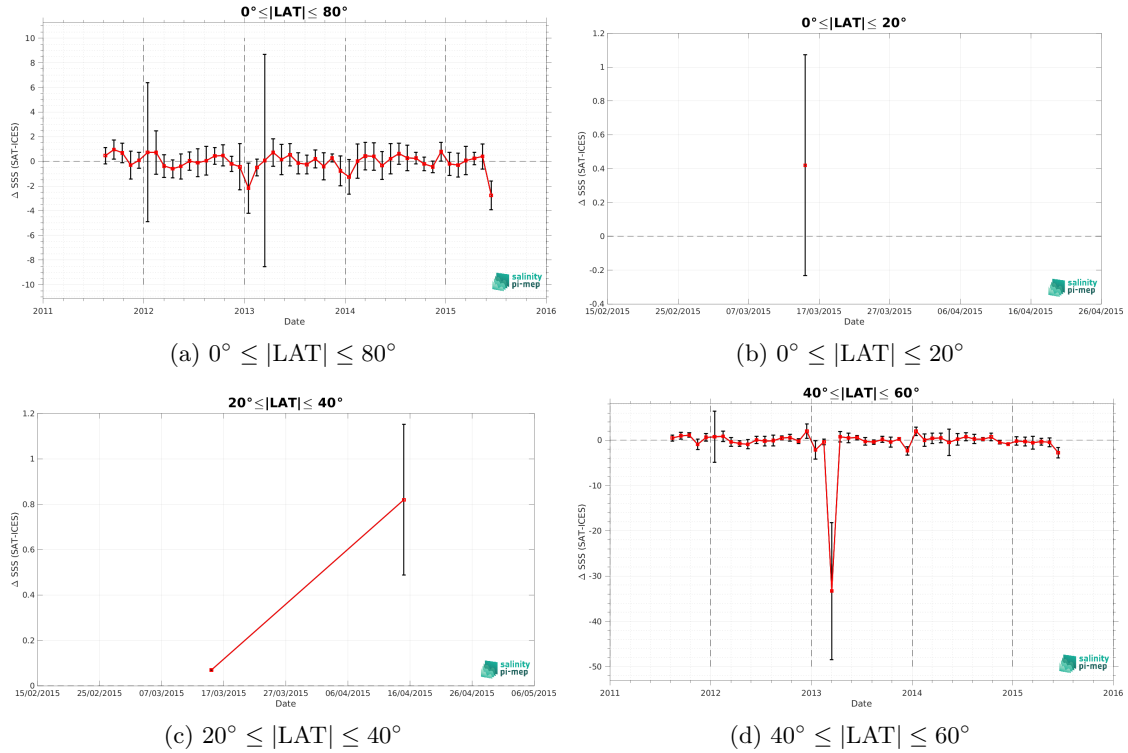 0°≤|LAT|≤ 80°
Δ SSS (SAT-ICES)
10
8
6
4
2
0
-2
-4
-6
-8
-10
2011
2012
2013
2014
2015
2016
Date
salinity
pi-mep
(a) 0° ≤ |LAT| ≤ 80°
0°≤|LAT|≤ 20°
Δ SSS (SAT-ICES)
1.2
1
0.8
0.6
0.4
0.2
0
-0.2
-0.4
15/02/2015
25/02/2015
07/03/2015
17/03/2015
27/03/2015
06/04/2015
16/04/2015
26/04/2015
Date
salinity
pi-mep
(b) 0° ≤ |LAT| ≤ 20°
20°≤|LAT|≤ 40°
Δ SSS (SAT-ICES)
1.2
1
0.8
0.6
0.4
0.2
0
15/02/2015
25/02/2015
07/03/2015
17/03/2015
27/03/2015
06/04/2015
16/04/2015
26/04/2015
06/05/2015
Date
salinity
pi-mep
(c) 20° ≤ |LAT| ≤ 40°
40°≤|LAT|≤ 60°
Δ SSS (SAT-ICES)
0
-10
-20
-30
-40
-50
2011
2012
2013
2014
2015
2016
Date
salinity
pi-mep
(d) 40° ≤ |LAT| ≤ 60°